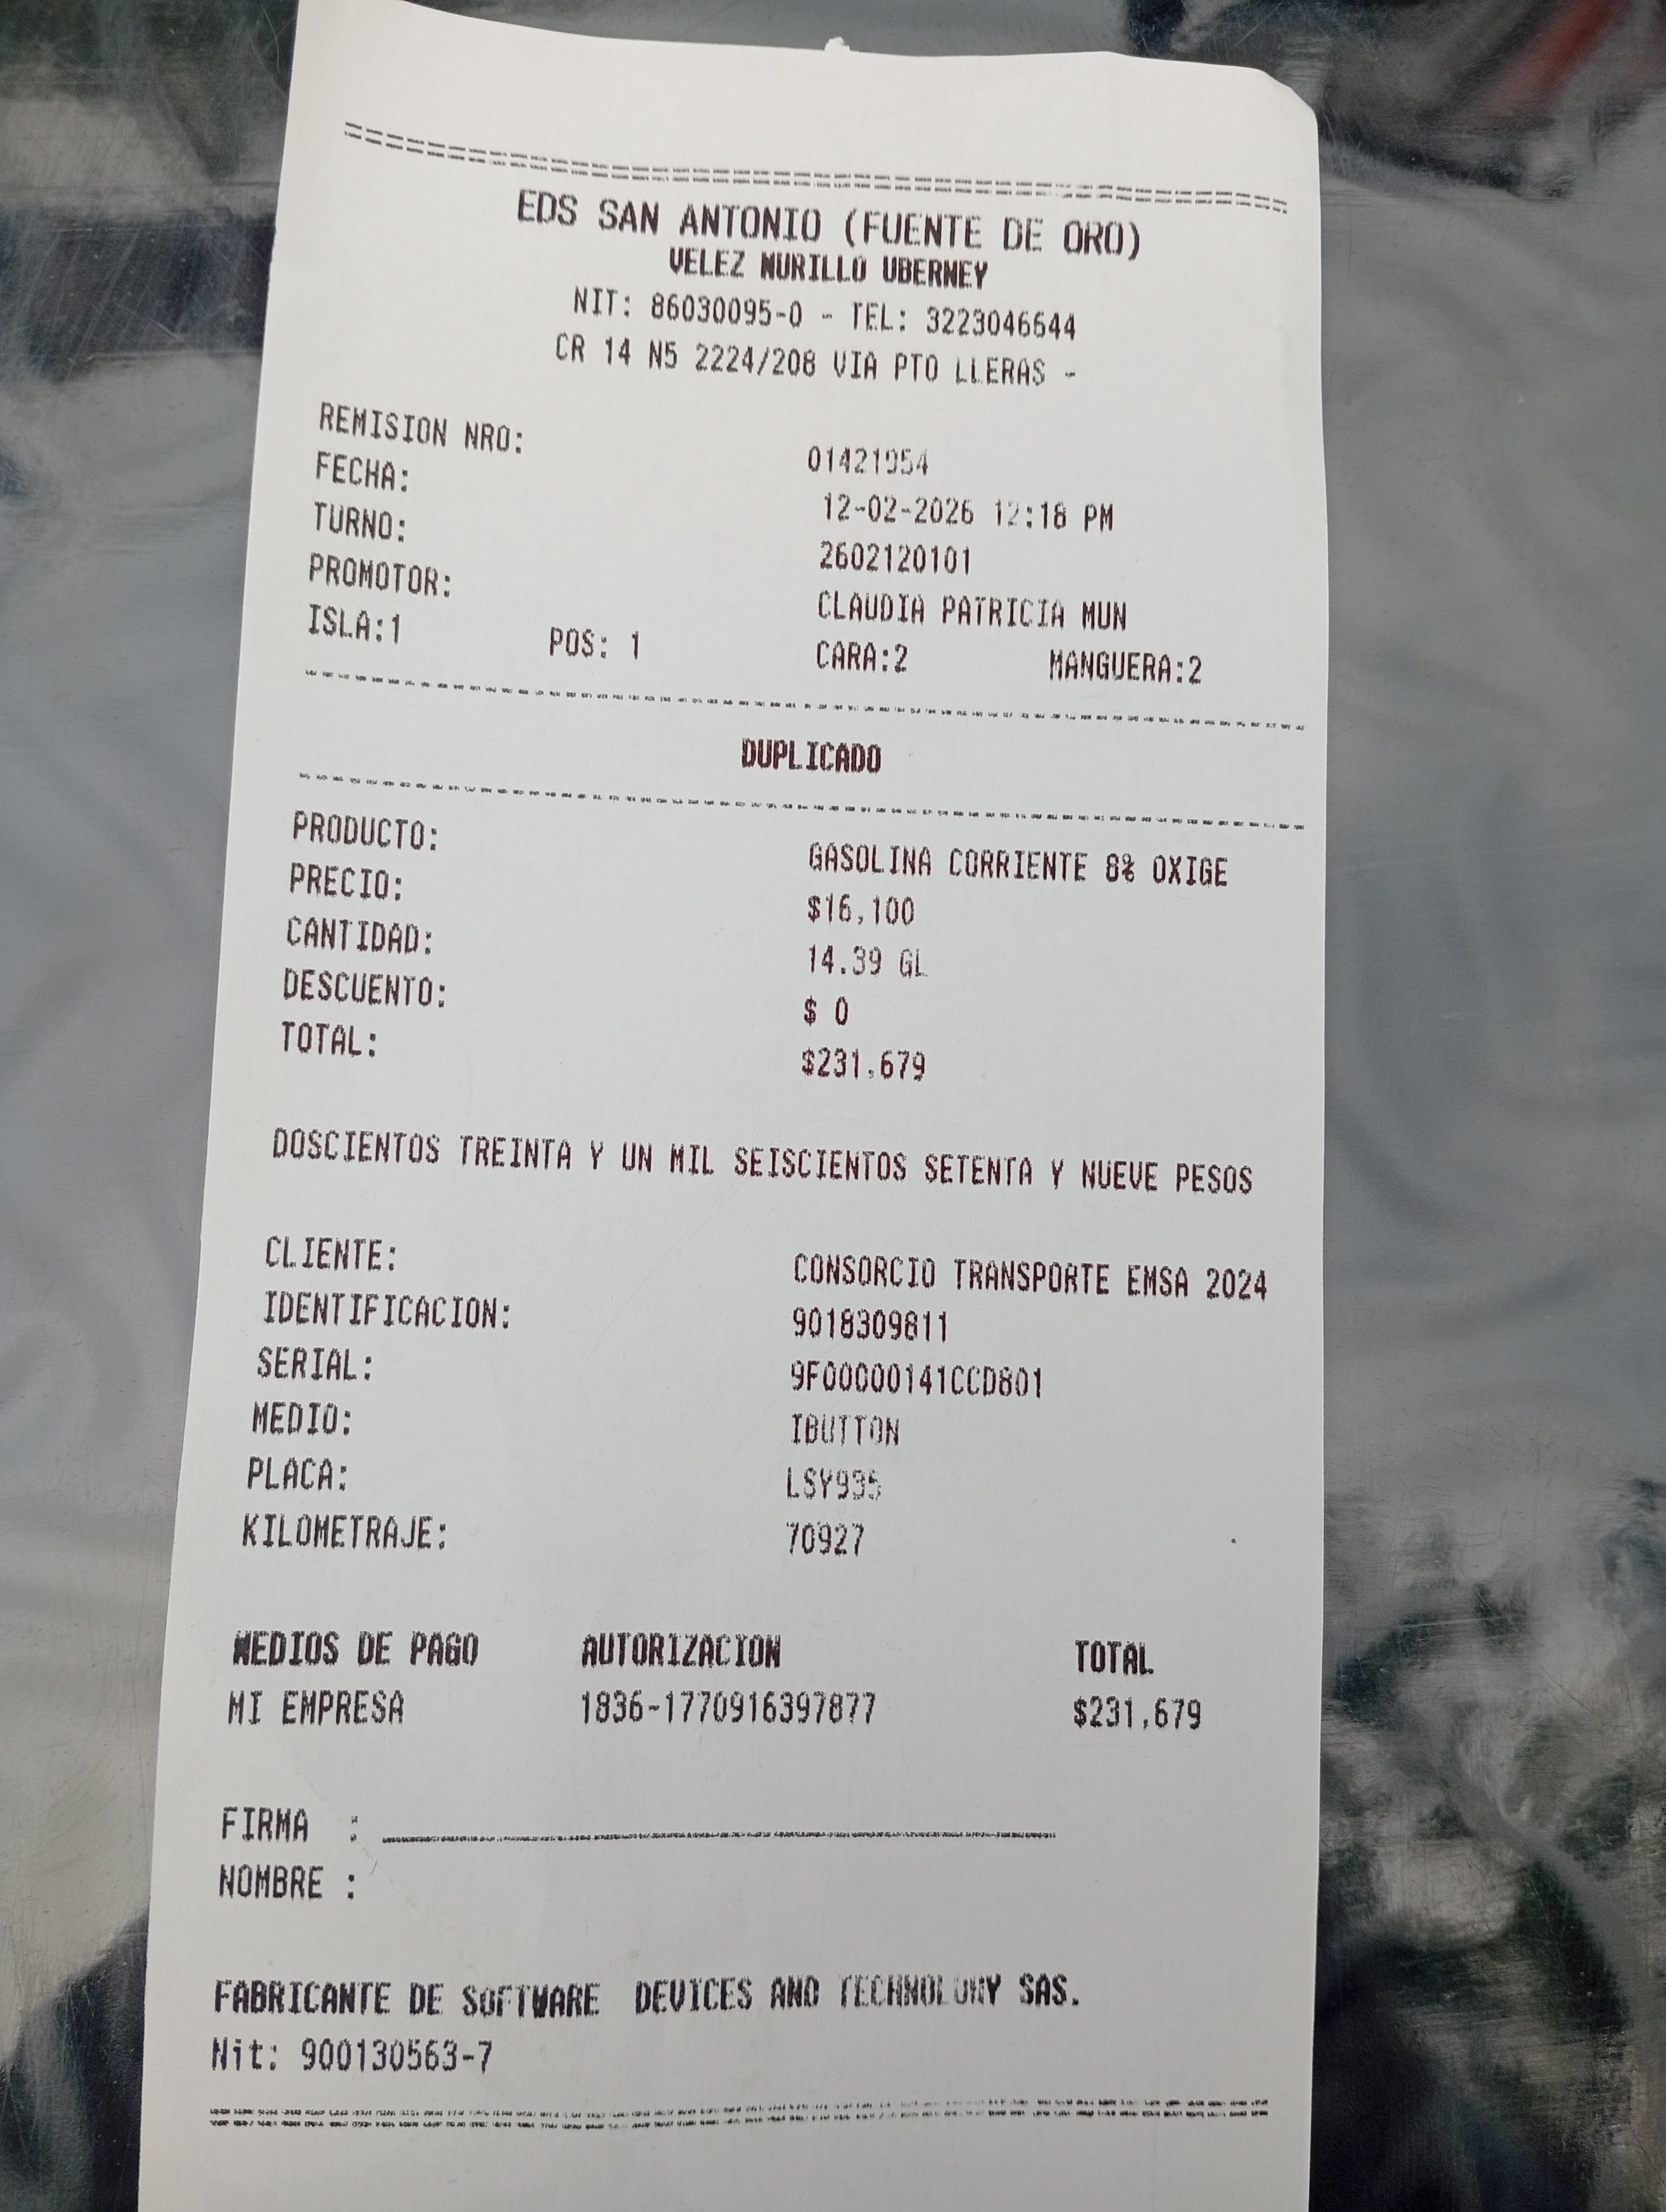 EDS SAN ANTONIO (FUENTE DE ORO)
VELEZ MURILLO UBERNEY
NIT: 86030095-0 - TEL: 3223046644
CR 14 N5 2224/208 VIA PTO LLERAS -
REMISION NRO: 01421954
FECHA: 12-02-2026 12:18 PM
TURNO: 2602120101
PROMOTOR: CLAUDIA PATRICIA MUN
ISLA:1 POS: 1 CARA:2 MANGUERA:2
DUPLICADO
PRODUCTO: GASOLINA CORRIENTE 8% OXIGE
PRECIO: $16,100
CANTIDAD: 14.39 GL
DESCUENTO: $ 0
TOTAL: $231,679
DOSCIENTOS TREINTA Y UN MIL SEISCIENTOS SETENTA Y NUEVE PESOS
CLIENTE: CONSORCIO TRANSPORTE EMSA 2024
IDENTIFICACION: 9018309811
SERIAL: 9F00000141CCD801
MEDIO: IBUTTON
PLACA: LSY935
KILOMETRAJE: 70927
MEDIOS DE PAGO AUTORIZACION TOTAL
MI EMPRESA 1836-1770916397877 $231,679
FIRMA :
NOMBRE :
FABRICANTE DE SOFTWARE DEVICES AND TECHNOLOGY SAS.
Nit: 900130563-7